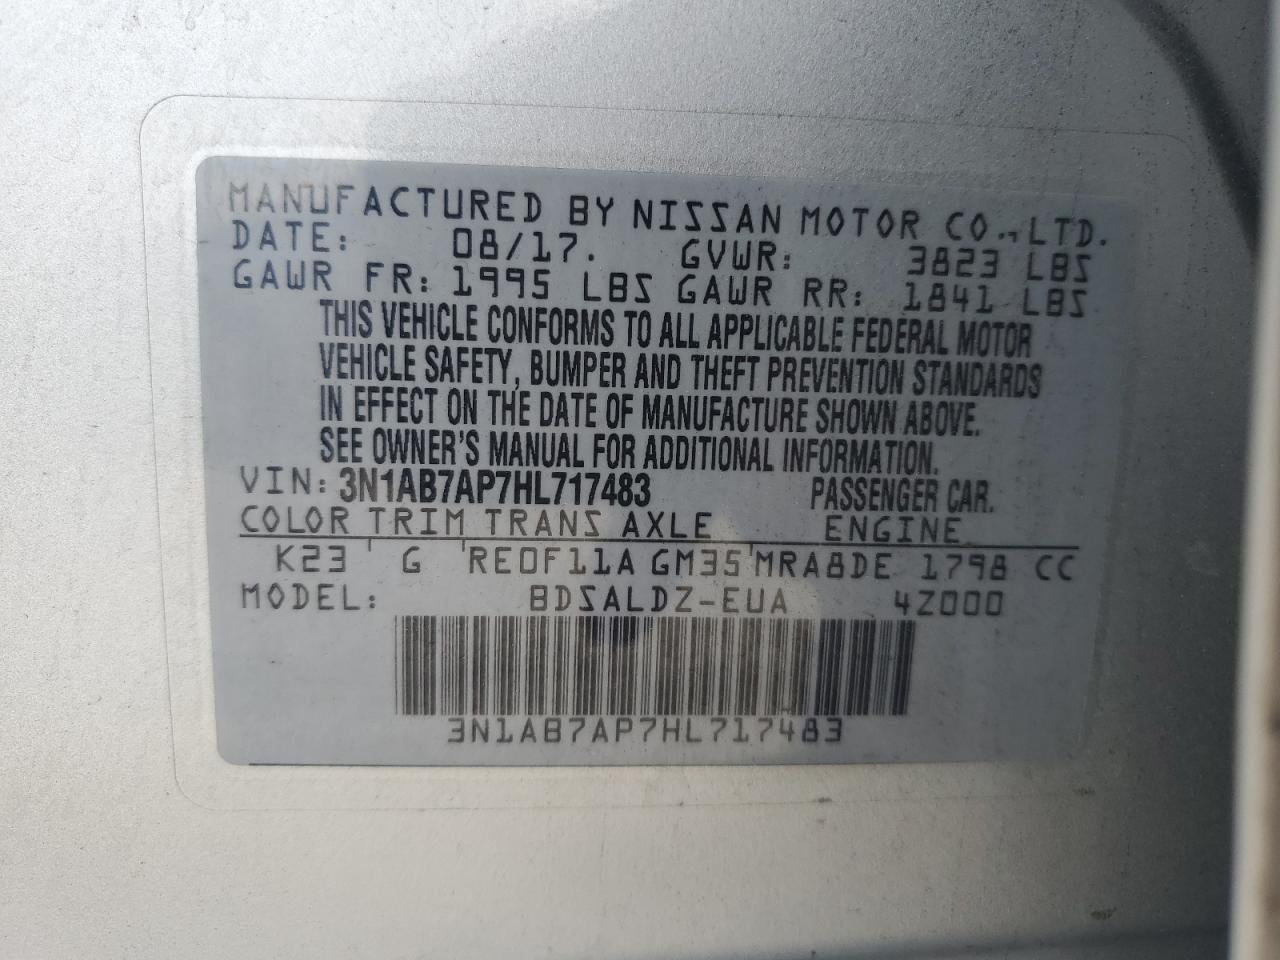 MANUFACTURED BY NISSAN MOTOR CO., LTD.
DATE: 08/17. GVWR: 3823 LBS
GAWR FR: 1995 LBS GAWR RR: 1841 LBS
THIS VEHICLE CONFORMS TO ALL APPLICABLE FEDERAL MOTOR
VEHICLE SAFETY, BUMPER AND THEFT PREVENTION STANDARDS
IN EFFECT ON THE DATE OF MANUFACTURE SHOWN ABOVE.
SEE OWNER'S MANUAL FOR ADDITIONAL INFORMATION.
VIN: 3N1AB7AP7HL717483 PASSENGER CAR.
COLOR TRIM TRANS AXLE ENGINE
K23 G RE0F11A GM35 MRA8DE 1798 CC
MODEL: BDSALDZ-EUA 4Z000
3N1AB7AP7HL717483